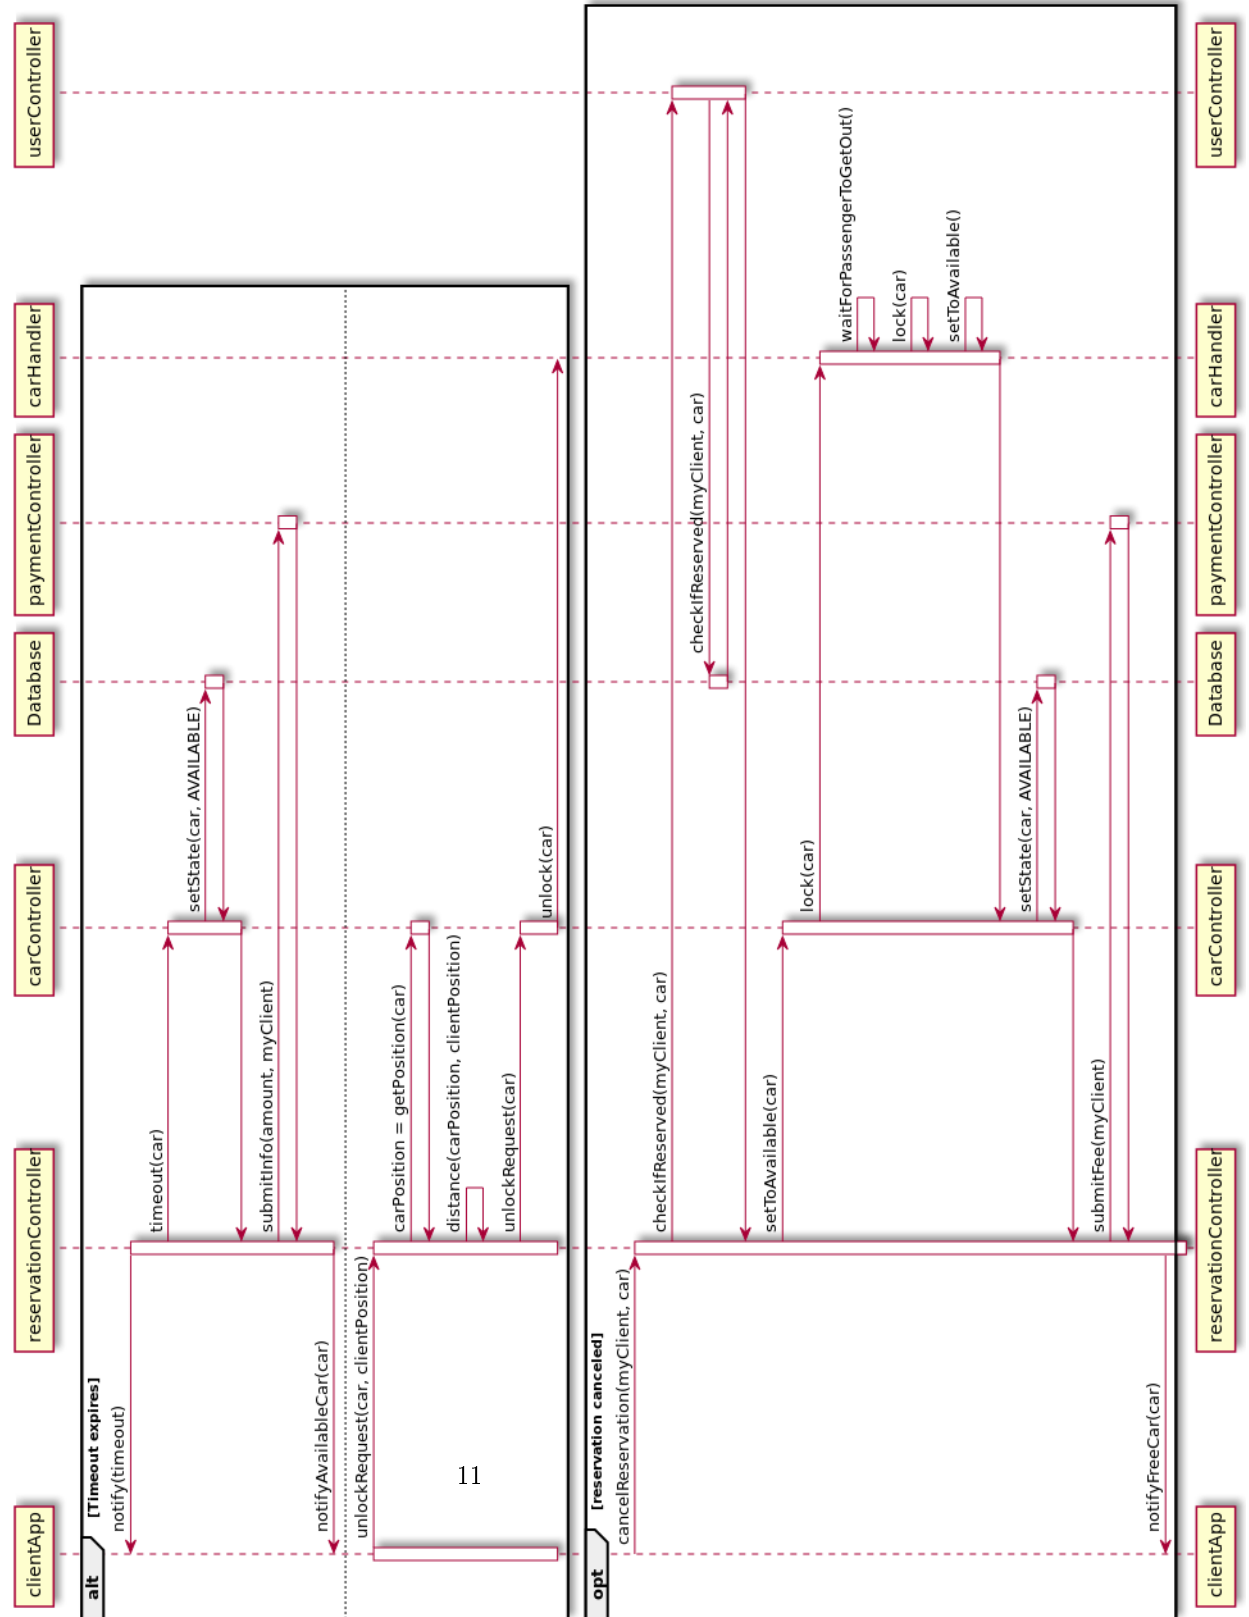 clientApp
reservationController
carController
Database
paymentController
carHandler
userController
alt
[Timeout expires]
notify(timeout)
timeout(car)
setState(car, AVAILABLE)
submitInfo(amount, myClient)
notifyAvailableCar(car)
unlockRequest(car, clientPosition)
carPosition = getPosition(car)
distance(carPosition, clientPosition)
unlockRequest(car)
unlock(car)
11
opt
[reservation canceled]
cancelReservation(myClient, car)
checkIfReserved(myClient, car)
checkIfReserved(myClient, car)
setToAvailable(car)
lock(car)
waitForPassengerToGetOut()
lock(car)
setToAvailable()
setState(car, AVAILABLE)
submitFee(myClient)
notifyFreeCar(car)
clientApp
reservationController
carController
Database
paymentController
carHandler
userController